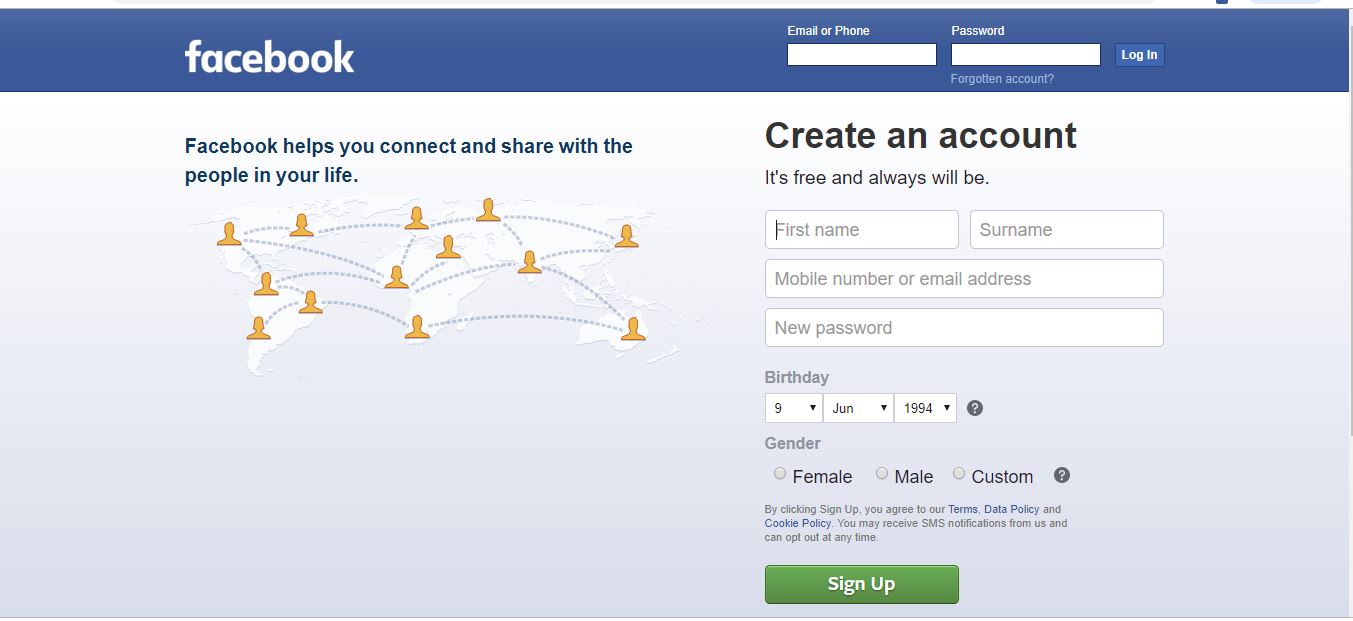 facebook
Email or Phone
Password
Log In
Forgotten account?
Facebook helps you connect and share with the
people in your life.
Create an account
It's free and always will be.
First name
Surname
Mobile number or email address
New password
Birthday
9
Jun
1994
?
Gender
Female
Male
Custom
?
By clicking Sign Up, you agree to our Terms, Data Policy and
Cookie Policy. You may receive SMS notifications from us and
can opt out at any time.
Sign Up